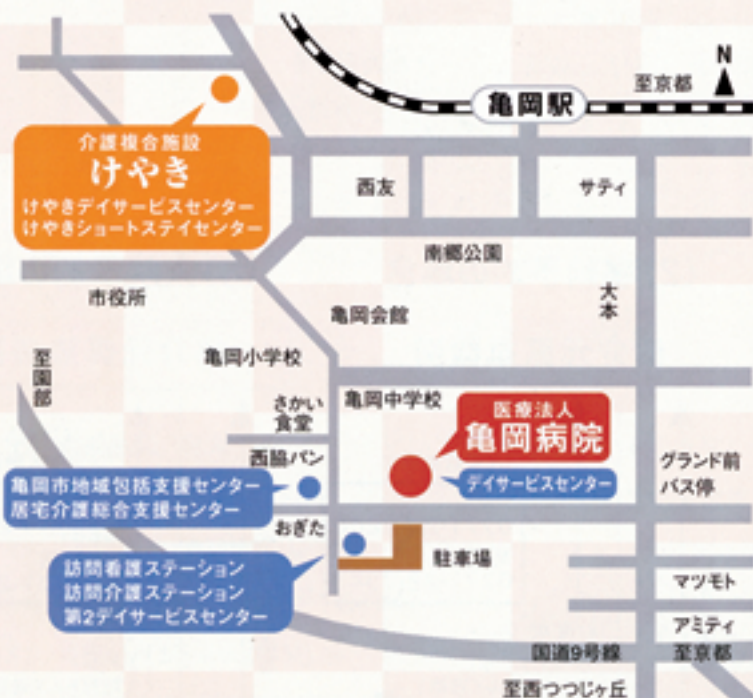 N
至京都
亀岡駅
介護複合施設
けやき
けやきデイサービスセンター
けやきショートステイセンター
西友
サティ
南郷公園
市役所
大本
亀岡会館
亀岡小学校
至園部
さかい
食堂
亀岡中学校
医療法人
亀岡病院
デイサービスセンター
西脇パン
グランド前
バス停
亀岡市地域包括支援センター
居宅介護総合支援センター
おぎた
訪問看護ステーション
訪問介護ステーション
第2デイサービスセンター
駐車場
マツモト
アミティ
国道9号線
至京都
至西つつじヶ丘